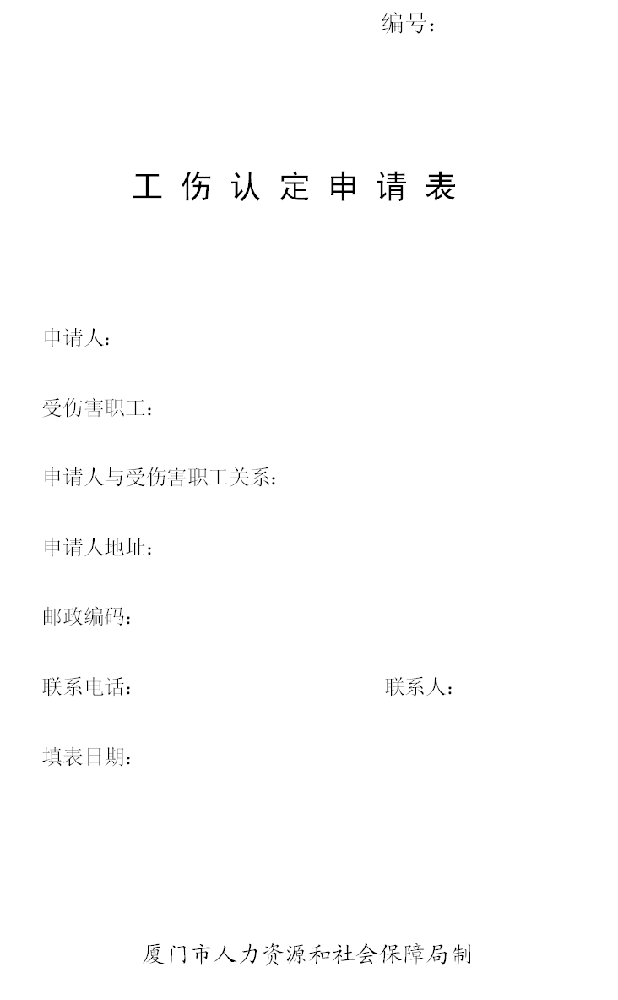 编号：
工伤认定申请表
申请人：
受伤害职工：
申请人与受伤害职工关系：
申请人地址：
邮政编码：
联系电话： 联系人：
填表日期：
厦门市人力资源和社会保障局制